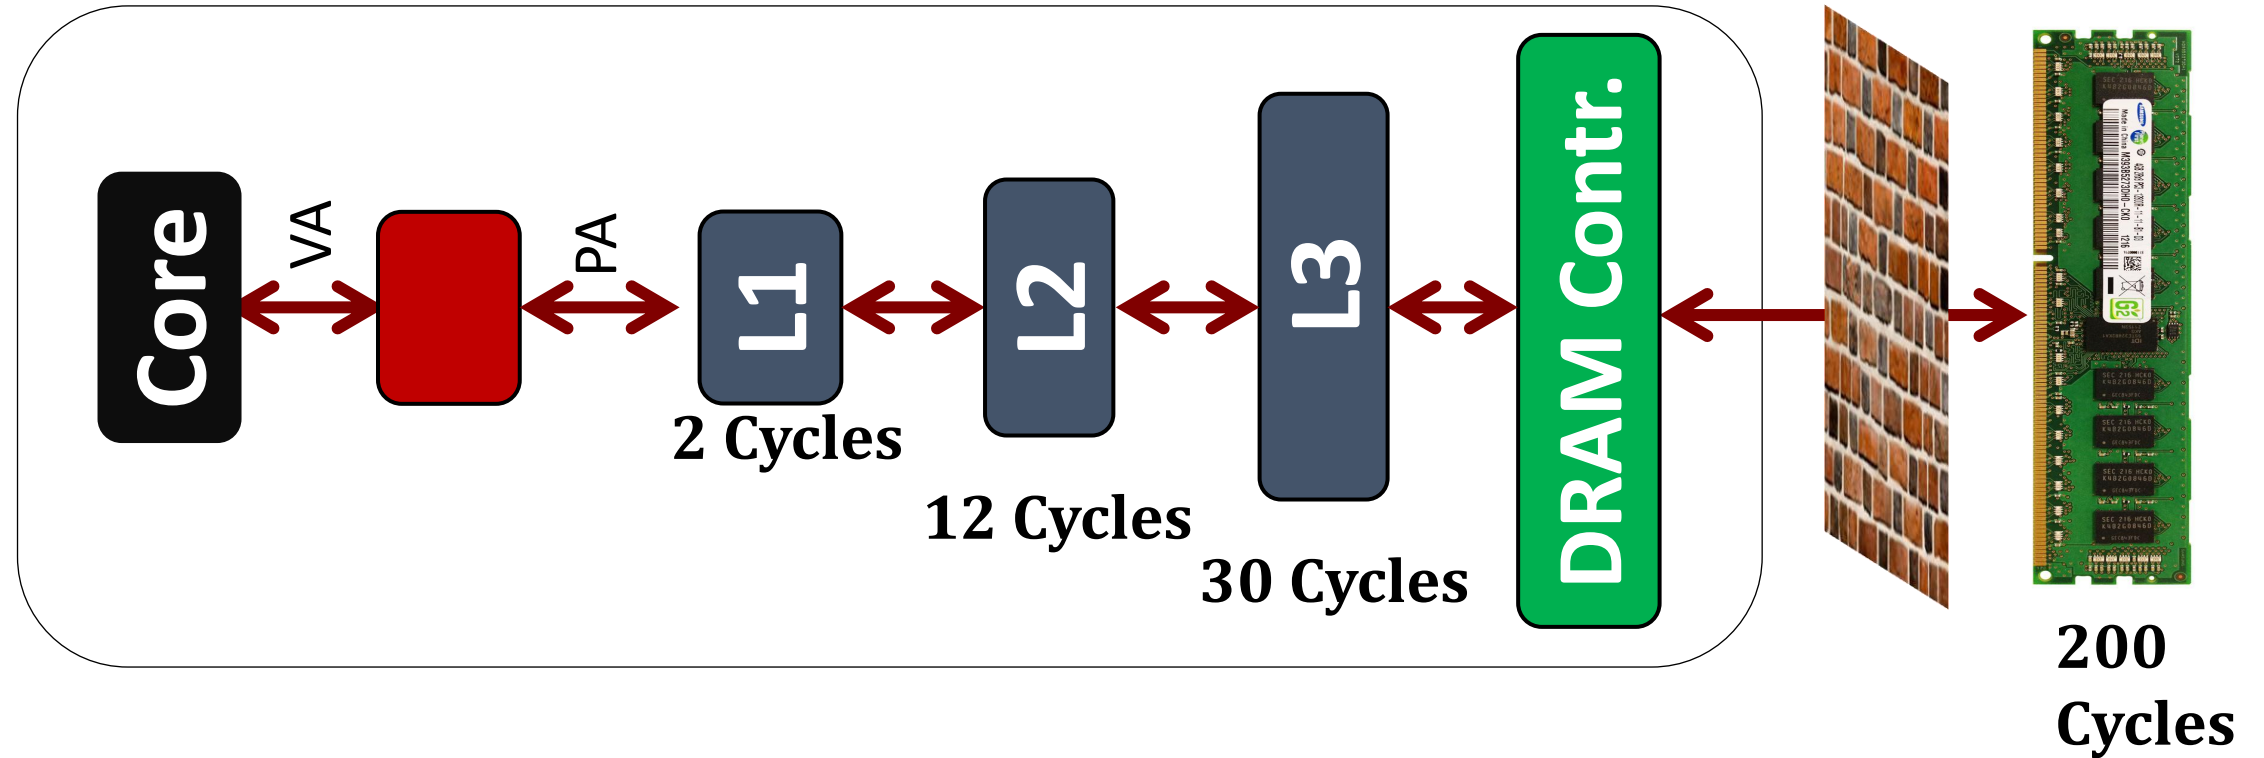 Core
VA
PA
L1
2 Cycles
L2
12 Cycles
L3
30 Cycles
DRAM Contr.
200
Cycles